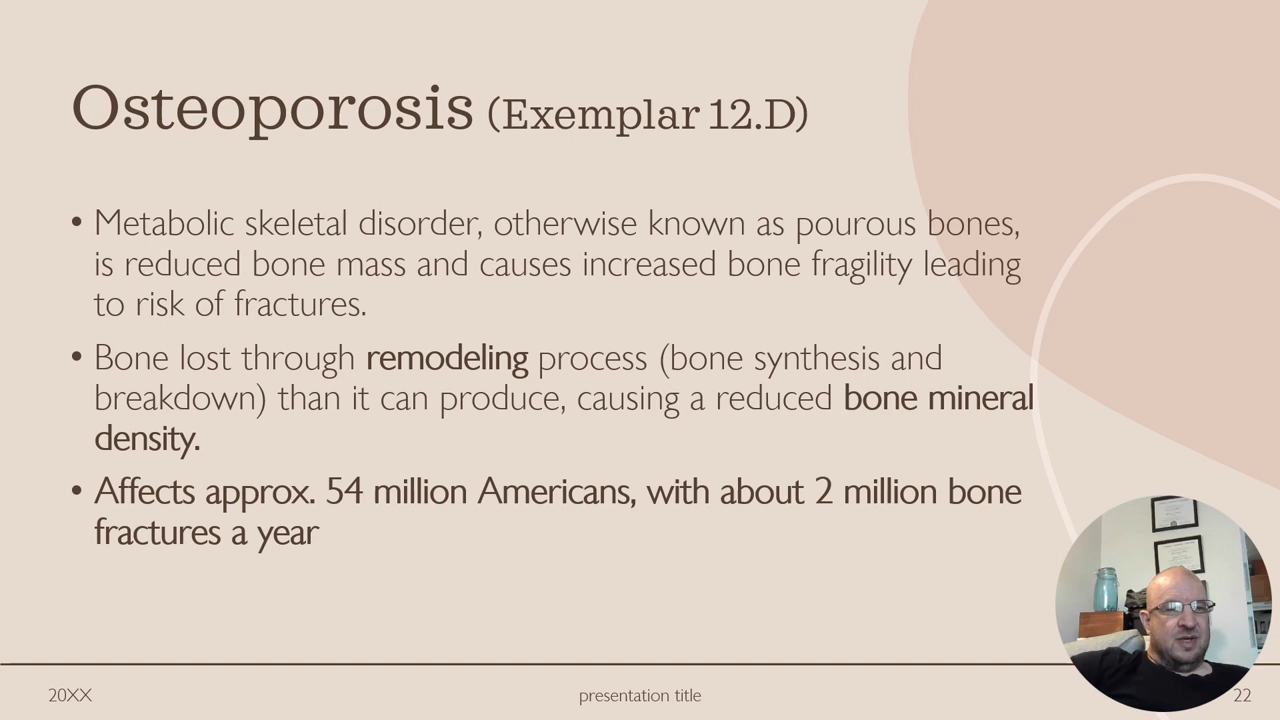 Osteoporosis (Exemplar 12.D)
• Metabolic skeletal disorder, otherwise known as pourous bones,
is reduced bone mass and causes increased bone fragility leading
to risk of fractures.
• Bone lost through remodeling process (bone synthesis and
breakdown) than it can produce, causing a reduced bone mineral
density.
• Affects approx. 54 million Americans, with about 2 million bone
fractures a year
20XX
presentation title
22